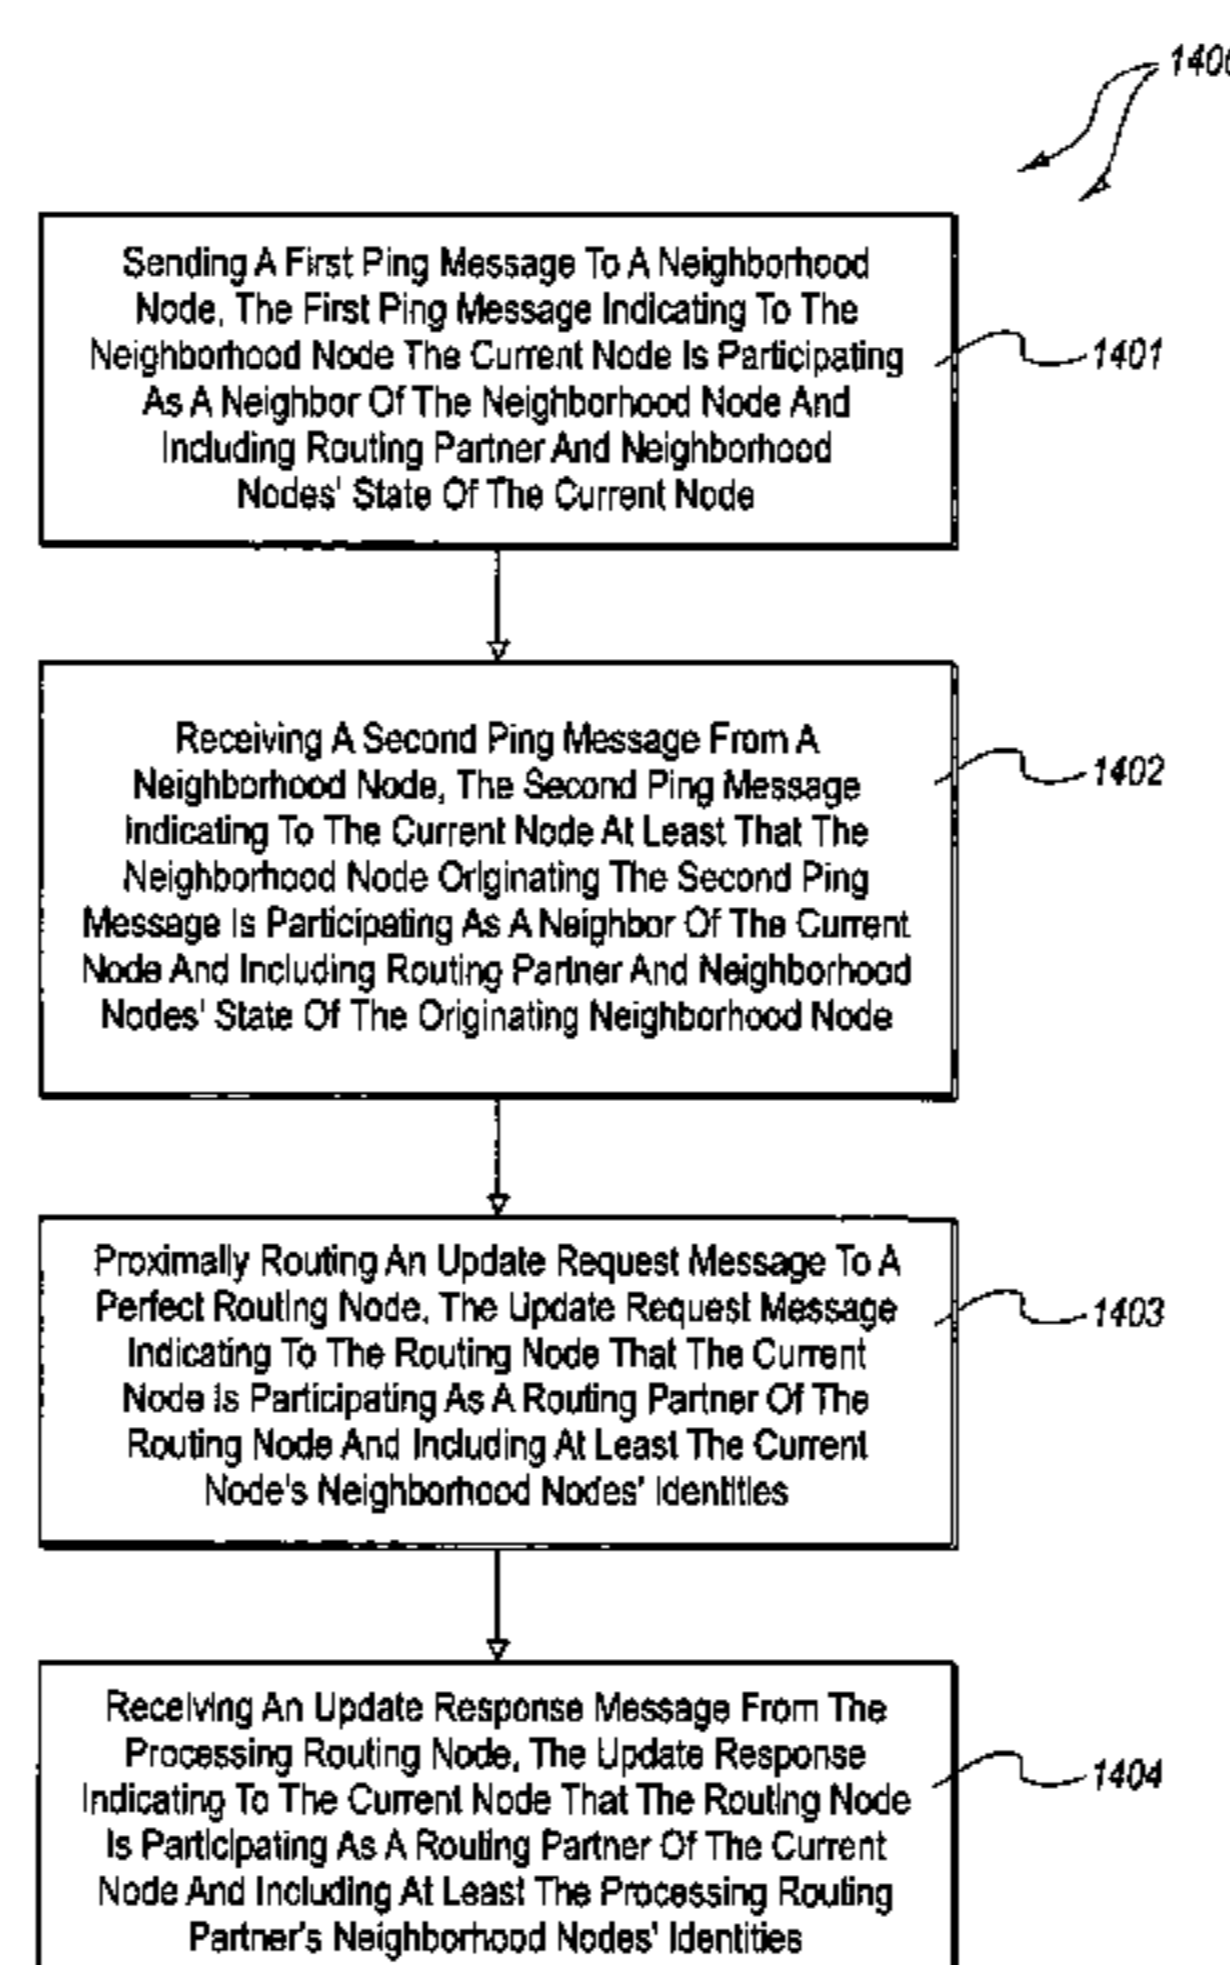 Sending A First Ping Message To A Neighborhood
Node, The First Ping Message Indicating To The
Neighborhood Node The Current Node Is Participating
As A Neighbor Of The Neighborhood Node And
Including Routing Partner And Neighborhood
Nodes' State Of The Current Node
1401
Receiving A Second Ping Message From A
Neighborhood Node, The Second Ping Message
Indicating To The Current Node At Least That The
Neighborhood Node Originating The Second Ping
Message Is Participating As A Neighbor Of The Current
Node And Including Routing Partner And Neighborhood
Nodes' State Of The Originating Neighborhood Node
1402
Proximally Routing An Update Request Message To A
Perfect Routing Node, The Update Request Message
Indicating To The Routing Node That The Current
Node Is Participating As A Routing Partner Of The
Routing Node And Including At Least The Current
Node's Neighborhood Nodes' Identities
1403
Receiving An Update Response Message From The
Processing Routing Node, The Update Response
Indicating To The Current Node That The Routing Node
Is Participating As A Routing Partner Of The Current
Node And Including At Least The Processing Routing
Partner's Neighborhood Nodes' Identities
1404